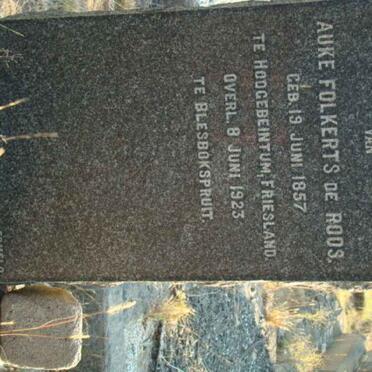 VAN
AUKE FOLKERTS DE ROOS.
GEB. 19 JUNI 1857
TE HOOGEBEINTUM, FRIESLAND.
OVERL. 8 JUNI 1923
TE BLESBOKSPRUIT.